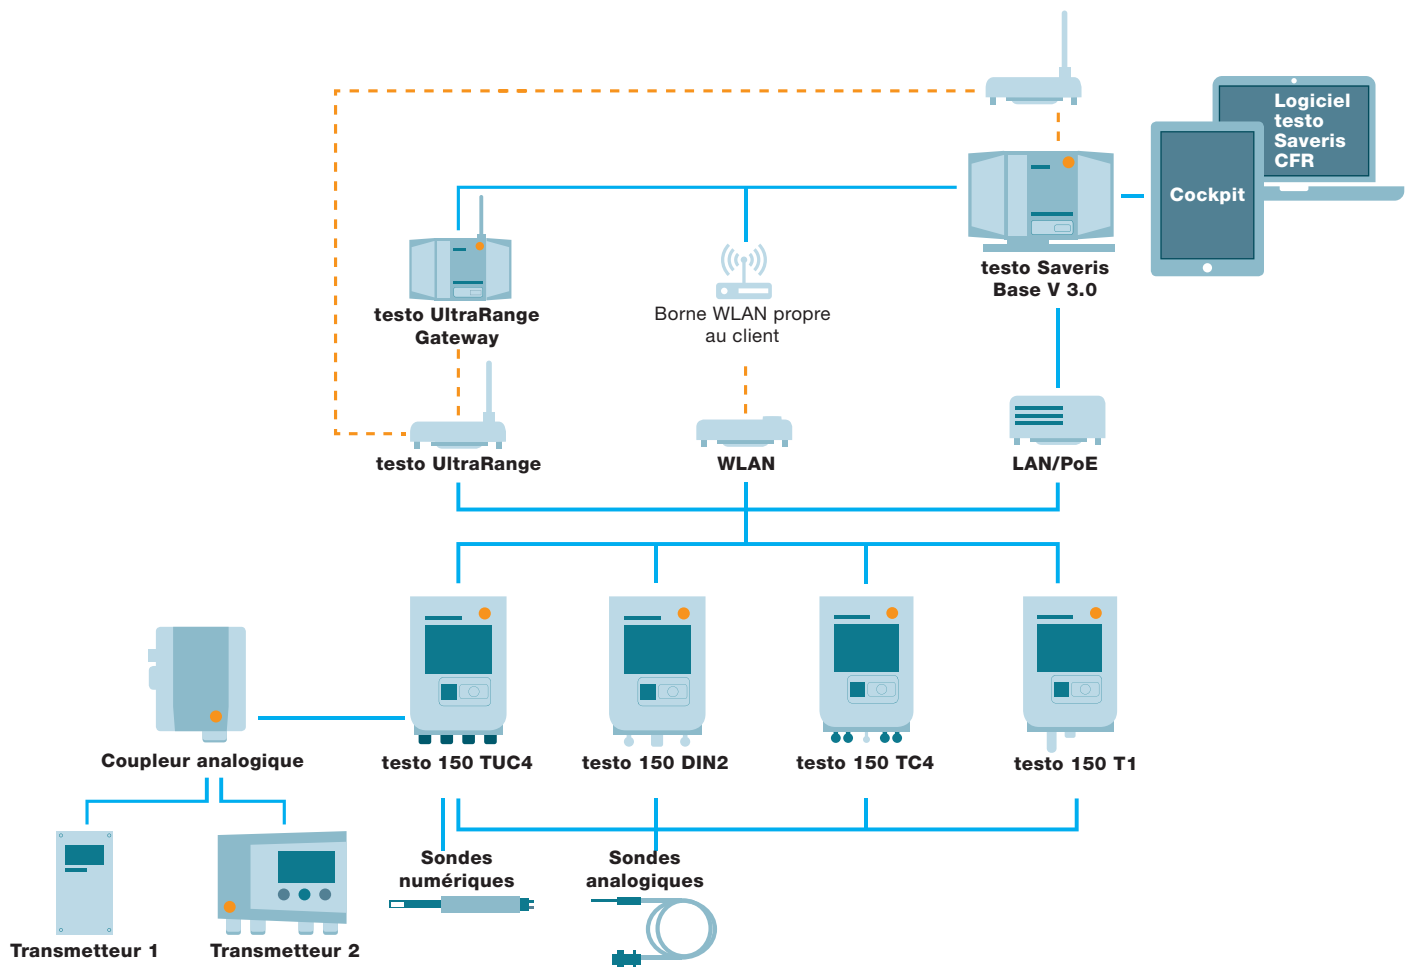 Logiciel
testo
Saveris
CFR
Cockpit
testo Saveris
Base V 3.0
testo UltraRange
Gateway
Borne WLAN propre
au client
testo UltraRange
WLAN
LAN/PoE
Coupleur analogique
testo 150 TUC4
testo 150 DIN2
testo 150 TC4
testo 150 T1
Sondes
numériques
Sondes
analogiques
Transmetteur 1
Transmetteur 2